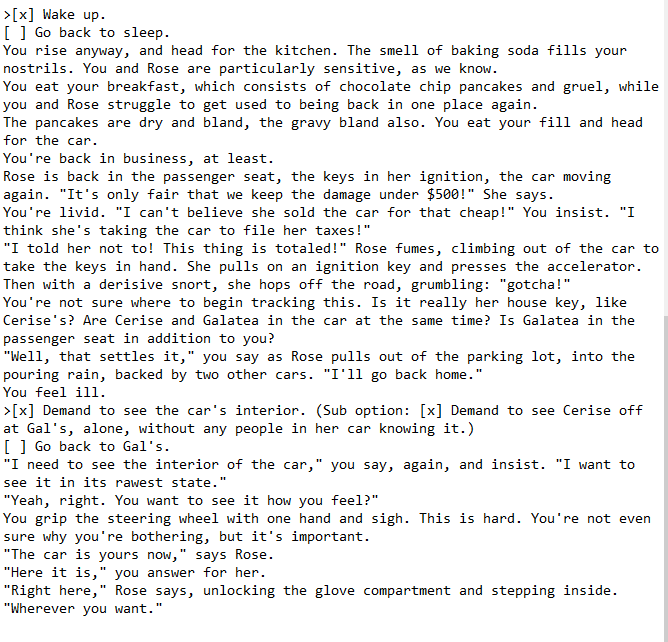 >[x] Wake up.
[ ] Go back to sleep.
You rise anyway, and head for the kitchen. The smell of baking soda fills your
nostrils. You and Rose are particularly sensitive, as we know.
You eat your breakfast, which consists of chocolate chip pancakes and gruel, while
you and Rose struggle to get used to being back in one place again.
The pancakes are dry and bland, the gravy bland also. You eat your fill and head
for the car.
You're back in business, at least.
Rose is back in the passenger seat, the keys in her ignition, the car moving
again. "It's only fair that we keep the damage under $500!" She says.
You're livid. "I can't believe she sold the car for that cheap!" You insist. "I
think she's taking the car to file her taxes!"
"I told her not to! This thing is totaled!" Rose fumes, climbing out of the car to
take the keys in hand. She pulls on an ignition key and presses the accelerator.
Then with a derisive snort, she hops off the road, grumbling: "gotcha!"
You're not sure where to begin tracking this. Is it really her house key, like
Cerise's? Are Cerise and Galatea in the car at the same time? Is Galatea in the
passenger seat in addition to you?
"Well, that settles it," you say as Rose pulls out of the parking lot, into the
pouring rain, backed by two other cars. "I'll go back home."
You feel ill.
>[x] Demand to see the car's interior. (Sub option: [x] Demand to see Cerise off
at Gal's, alone, without any people in her car knowing it.)
[ ] Go back to Gal's.
"I need to see the interior of the car," you say, again, and insist. "I want to
see it in its rawest state."
"Yeah, right. You want to see it how you feel?"
You grip the steering wheel with one hand and sigh. This is hard. You're not even
sure why you're bothering, but it's important.
"The car is yours now," says Rose.
"Here it is," you answer for her.
"Right here," Rose says, unlocking the glove compartment and stepping inside.
"Wherever you want."